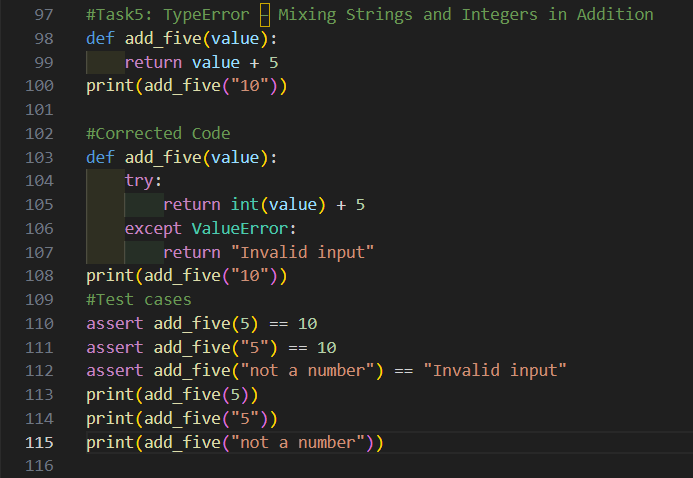 97 #Task5: TypeError – Mixing Strings and Integers in Addition
98 def add_five(value):
99     return value + 5
100 print(add_five("10"))
101
102 #Corrected Code
103 def add_five(value):
104     try:
105         return int(value) + 5
106     except ValueError:
107         return "Invalid input"
108 print(add_five("10"))
109 #Test cases
110 assert add_five(5) == 10
111 assert add_five("5") == 10
112 assert add_five("not a number") == "Invalid input"
113 print(add_five(5))
114 print(add_five("5"))
115 print(add_five("not a number"))
116